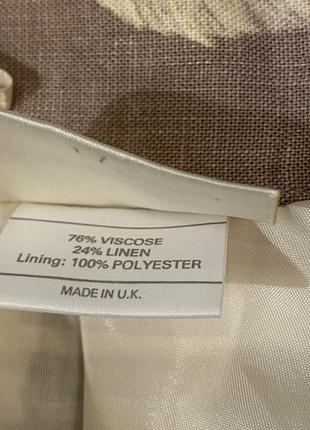 76% VISCOSE
24% LINEN
Lining: 100% POLYESTER
MADE IN U.K.